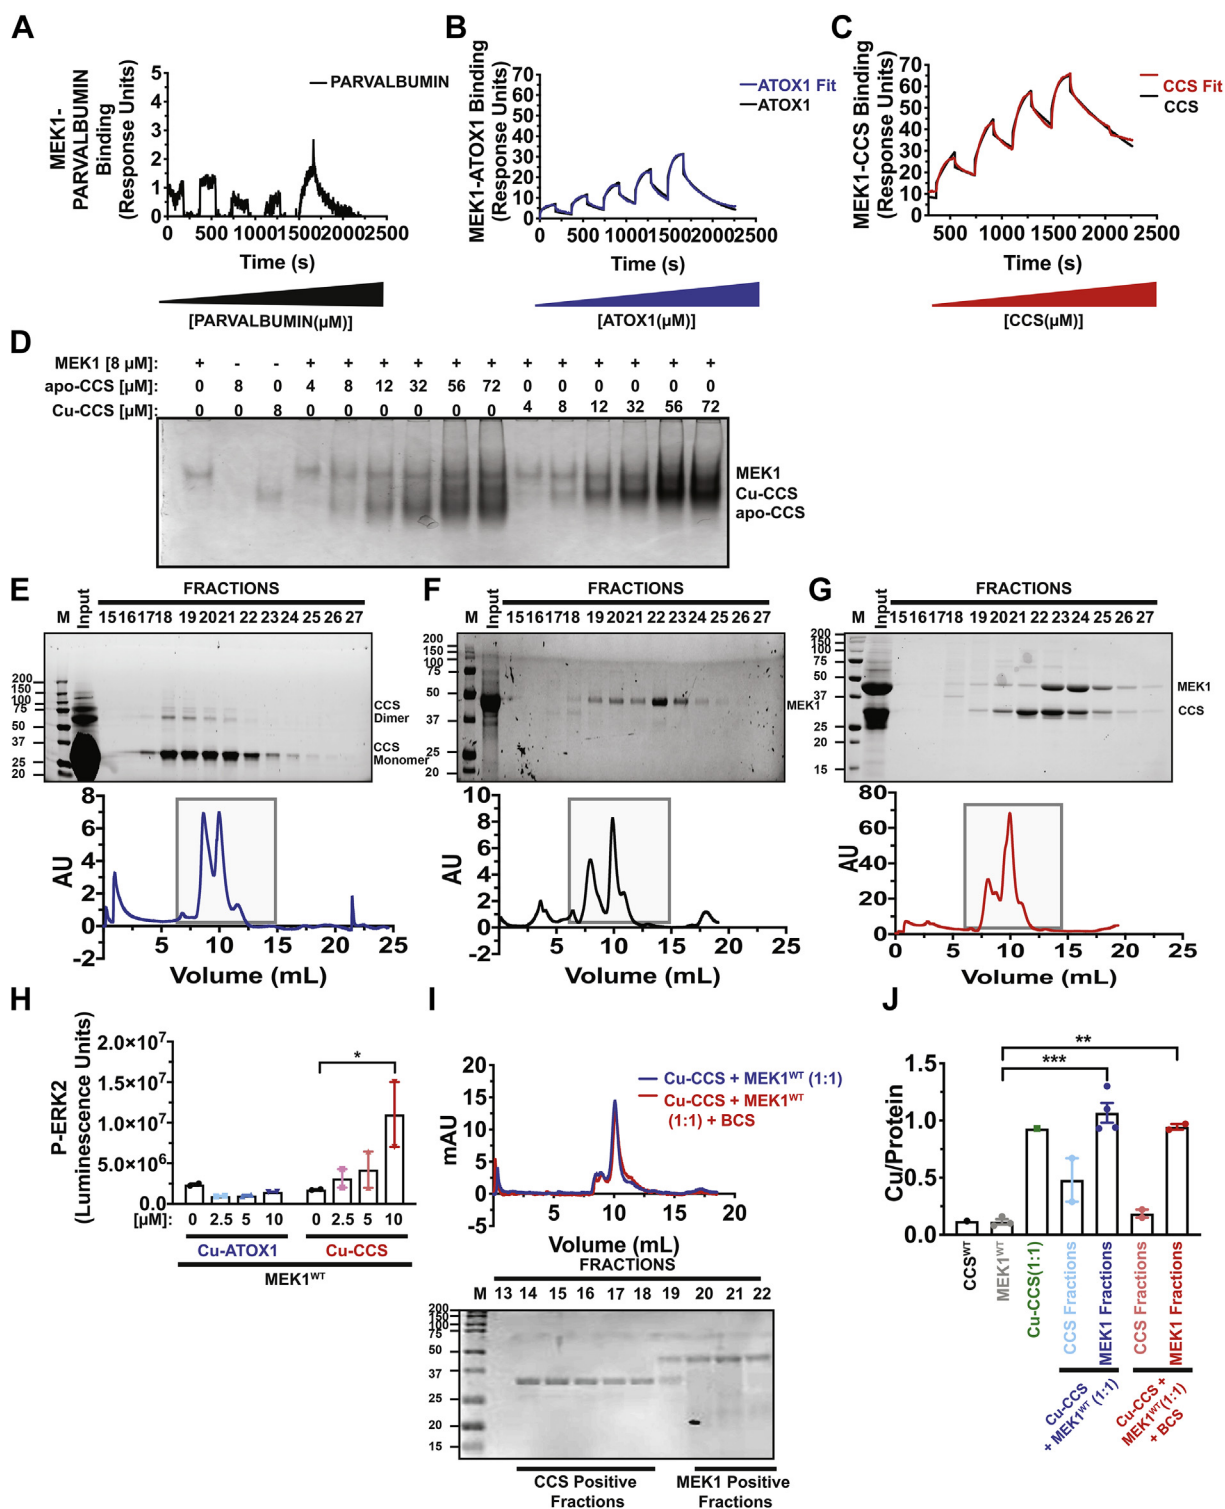 A
MEK1-
PARVALBUMIN
Binding
(Response Units)
5
4
3
2
1
0
PARVALBUMIN
0 500 1000 1500 2000 2500
Time (s)
[PARVALBUMIN(µM)]
B
MEK1-ATOX1 Binding
(Response Units)
70
60
50
40
30
20
10
0
ATOX1 Fit
ATOX1
0 500 1000 1500 2000 2500
Time (s)
[ATOX1(µM)]
C
MEK1-CCS Binding
(Response Units)
70
60
50
40
30
20
10
0
CCS Fit
CCS
500 1000 1500 2000 2500
Time (s)
[CCS(µM)]
D
MEK1 [8 µM]: + - - + + + + + + + + + + + +
apo-CCS [µM]: 0 8 0 4 8 12 32 56 72 0 0 0 0 0 0
Cu-CCS [µM]: 0 0 8 0 0 0 0 0 0 4 8 12 32 56 72
MEK1
Cu-CCS
apo-CCS
E
FRACTIONS
M Input 15 16 17 18 19 20 21 22 23 24 25 26 27
200
150
100
75
50
37
25
20
CCS
Dimer
CCS
Monomer
AU
8
6
4
2
0
-2
5 10 15 20 25
Volume (mL)
F
FRACTIONS
M Input 15 16 17 18 19 20 21 22 23 24 25 26 27
200
150
100
75
50
37
25
20
MEK1
AU
10
8
6
4
2
0
-2
5 10 15 20 25
Volume (mL)
G
FRACTIONS
M Input 15 16 17 18 19 20 21 22 23 24 25 26 27
200
150
100
75
50
37
25
20
15
MEK1
CCS
AU
80
60
40
20
0
0 5 10 15 20 25
Volume (mL)
H
P-ERK2
(Luminescence Units)
2.0×10⁷
1.5×10⁷
1.0×10⁷
5.0×10⁶
0.0
*
[µM]: 0 2.5 5 10 0 2.5 5 10
Cu-ATOX1 Cu-CCS
MEK1ᵂᵀ
I
mAU
20
15
10
5
0
-5
Cu-CCS + MEK1ᵂᵀ (1:1)
Cu-CCS + MEK1ᵂᵀ
(1:1) + BCS
5 10 15 20
Volume (mL)
FRACTIONS
M 13 14 15 16 17 18 19 20 21 22
200
150
100
75
50
37
25
20
15
CCS Positive
Fractions
MEK1 Positive
Fractions
J
Cu/Protein
1.5
1.0
0.5
0.0
**
***
CCSᵂᵀ
MEK1ᵂᵀ
Cu-CCS(1:1)
CCS Fractions
MEK1 Fractions
CCS Fractions
MEK1 Fractions
Cu-CCS
+ MEK1ᵂᵀ (1:1)
Cu-CCS +
MEK1ᵂᵀ(1:1)
+ BCS